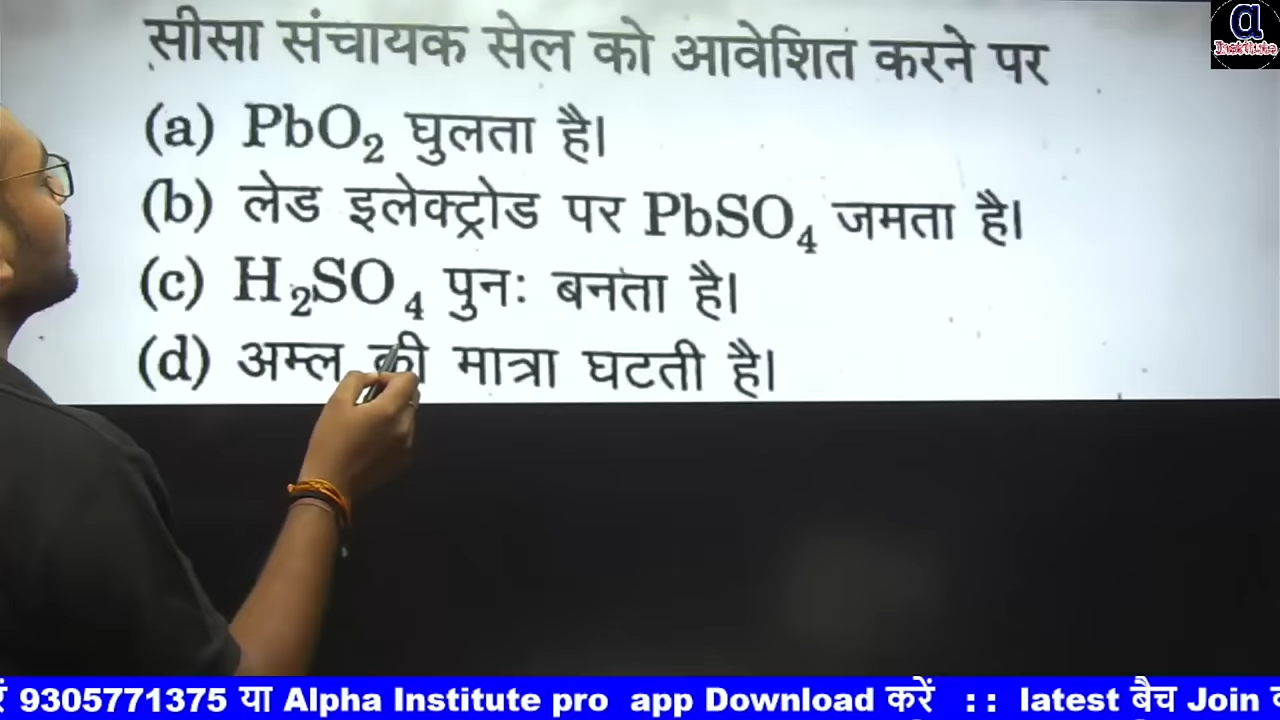 α
Institute
सीसा संचायक सेल को आवेशित करने पर
(a) PbO₂ घुलता है।
(b) लेड इलेक्ट्रोड पर PbSO₄ जमता है।
(c) H₂SO₄ पुनः बनता है।
(d) अम्ल की मात्रा घटती है।
9305771375 या Alpha Institute pro app Download करें :: latest बैच Join